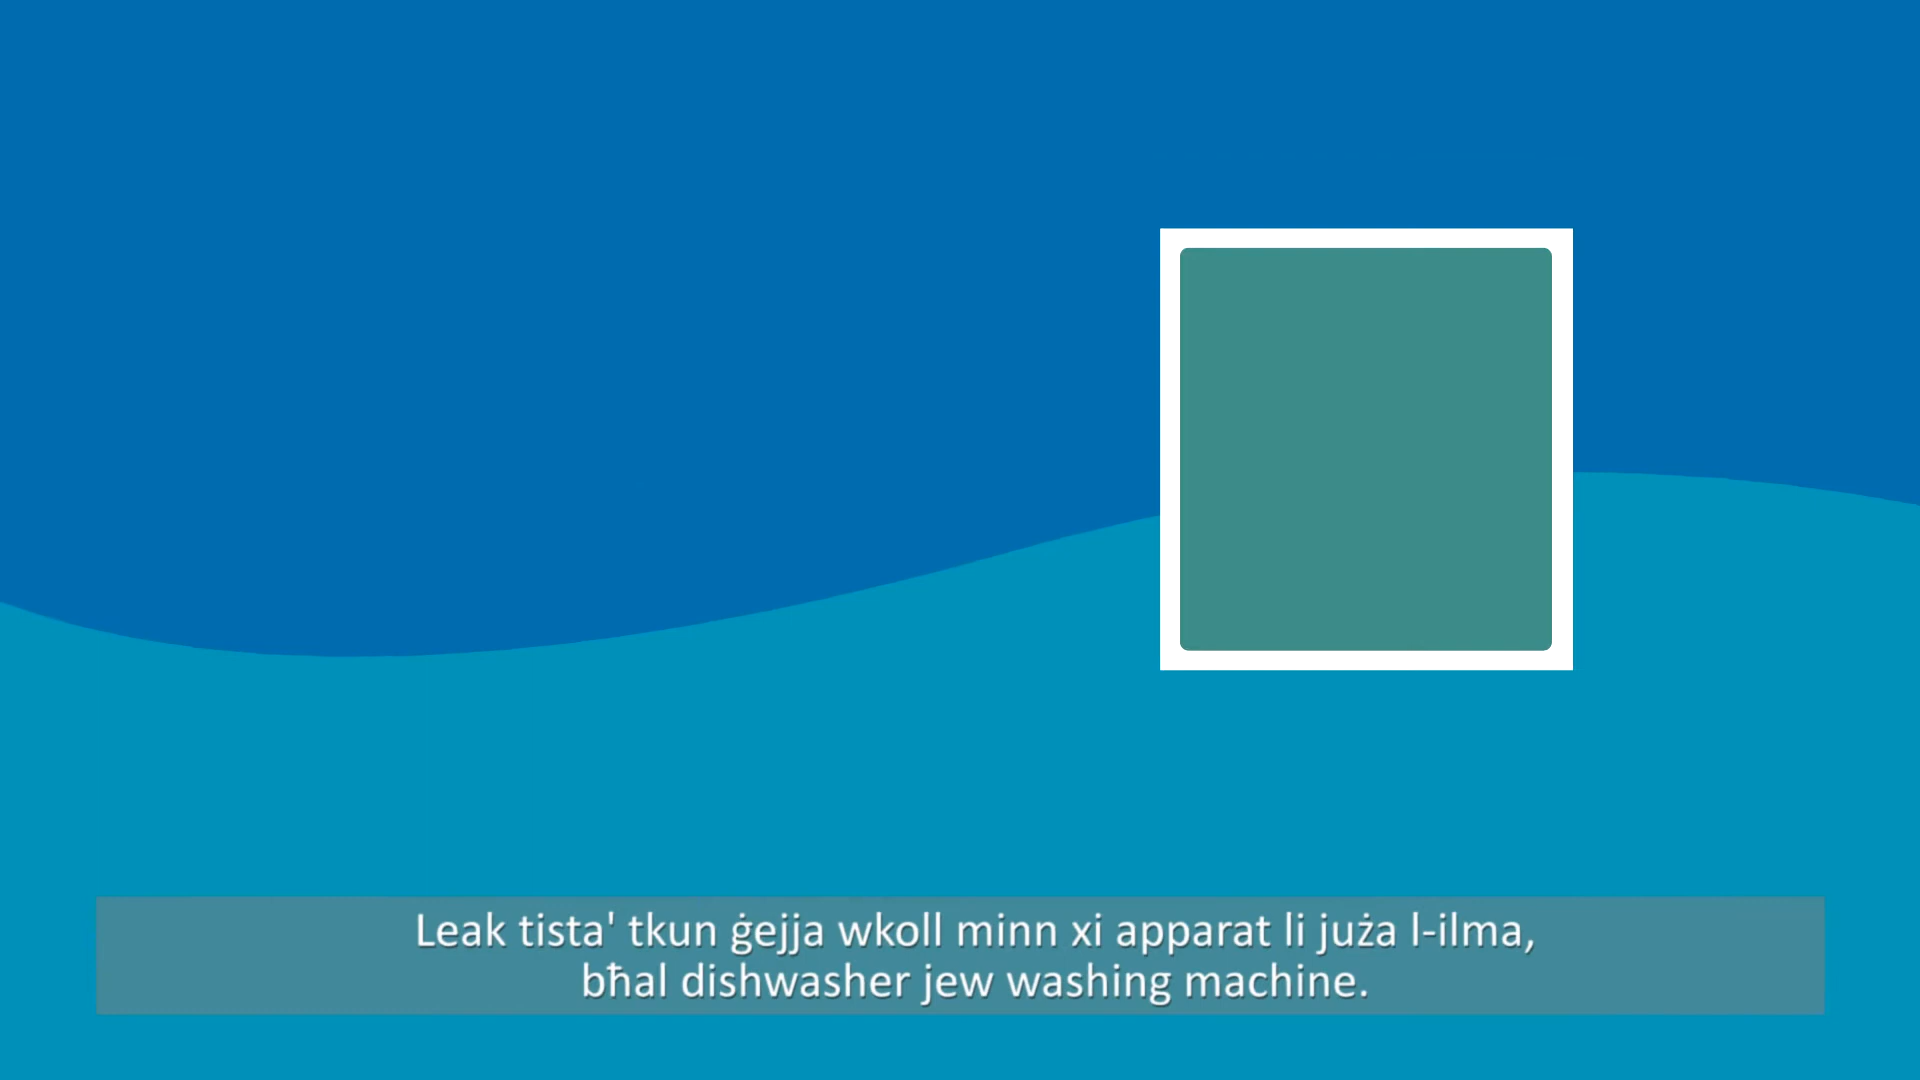 Leak tista' tkun ġejja wkoll minn xi apparat li juża l-ilma,
bħal dishwasher jew washing machine.